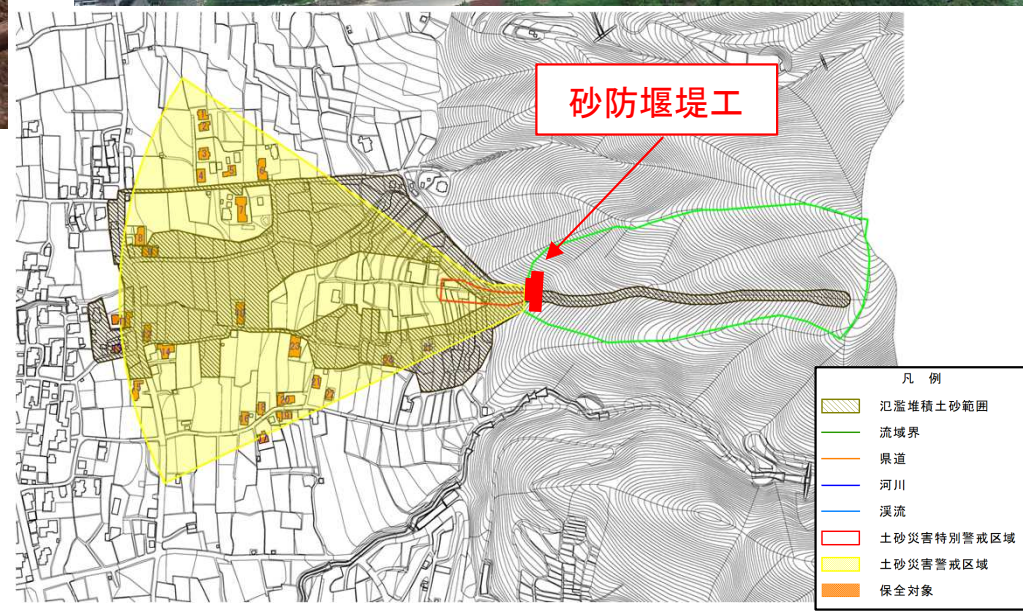 砂防堰堤工
凡 例
氾濫堆積土砂範囲
流域界
県道
河川
渓流
土砂災害特別警戒区域
土砂災害警戒区域
保全対象